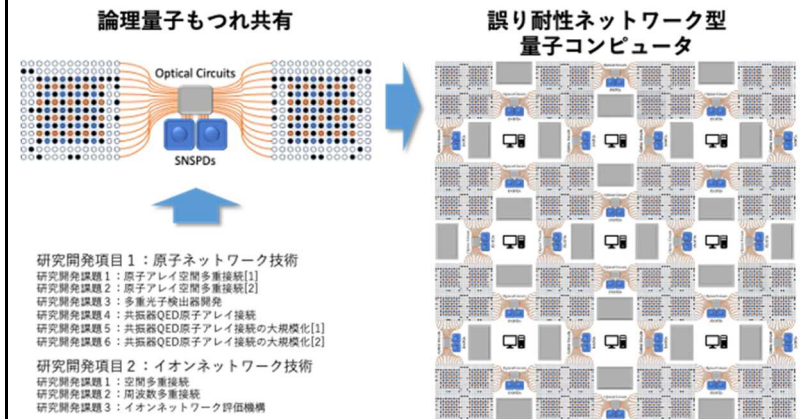 論理量子もつれ共有
誤り耐性ネットワーク型
量子コンピュータ
Optical Circuits
SNSPDs
研究開発項目1：原子ネットワーク技術
研究開発課題1：原子アレイ空間多重接続[1]
研究開発課題2：原子アレイ空間多重接続[2]
研究開発課題3：多重光子検出器開発
研究開発課題4：共振器QED原子アレイ接続
研究開発課題5：共振器QED原子アレイ接続の大規模化[1]
研究開発課題6：共振器QED原子アレイ接続の大規模化[2]
研究開発項目2：イオンネットワーク技術
研究開発課題1：空間多重接続
研究開発課題2：周波数多重接続
研究開発課題3：イオンネットワーク評価機構